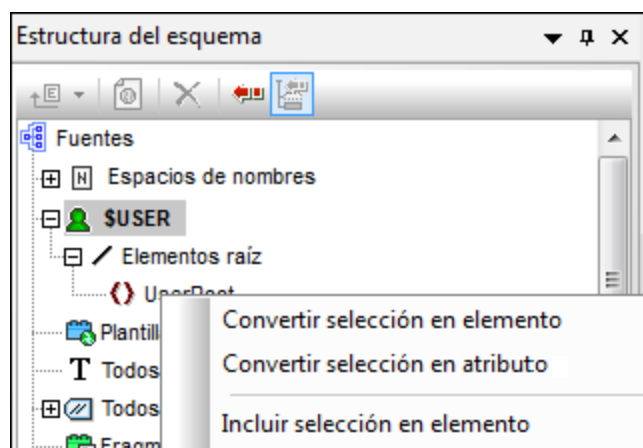 Estructura del esquema
Fuentes
Espacios de nombres
$USER
Elementos raíz
Convertir selección en elemento
Convertir selección en atributo
T Todos
Todos
Incluir selección en elemento